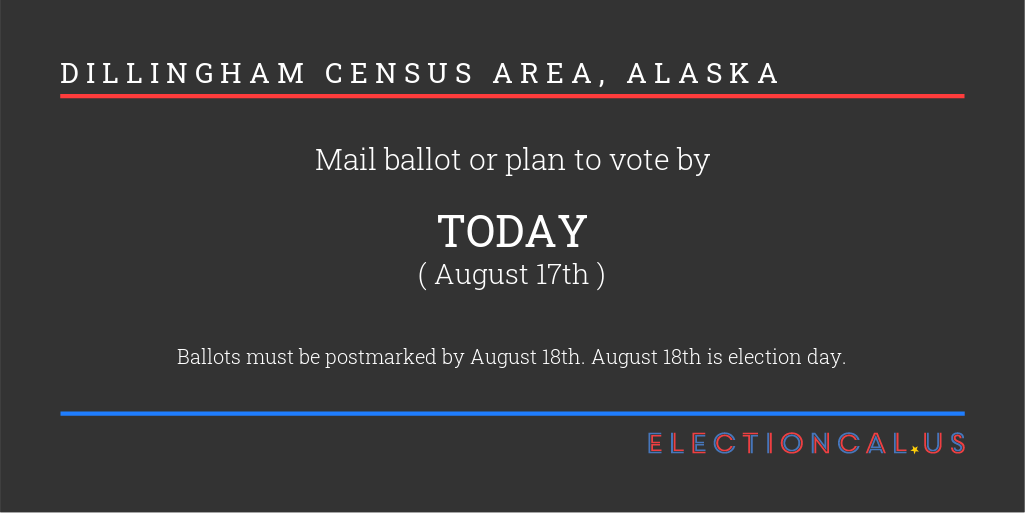 DILLINGHAM CENSUS AREA, ALASKA
Mail ballot or plan to vote by
TODAY
( August 17th )
Ballots must be postmarked by August 18th. August 18th is election day.
ELECTIONCAL.US